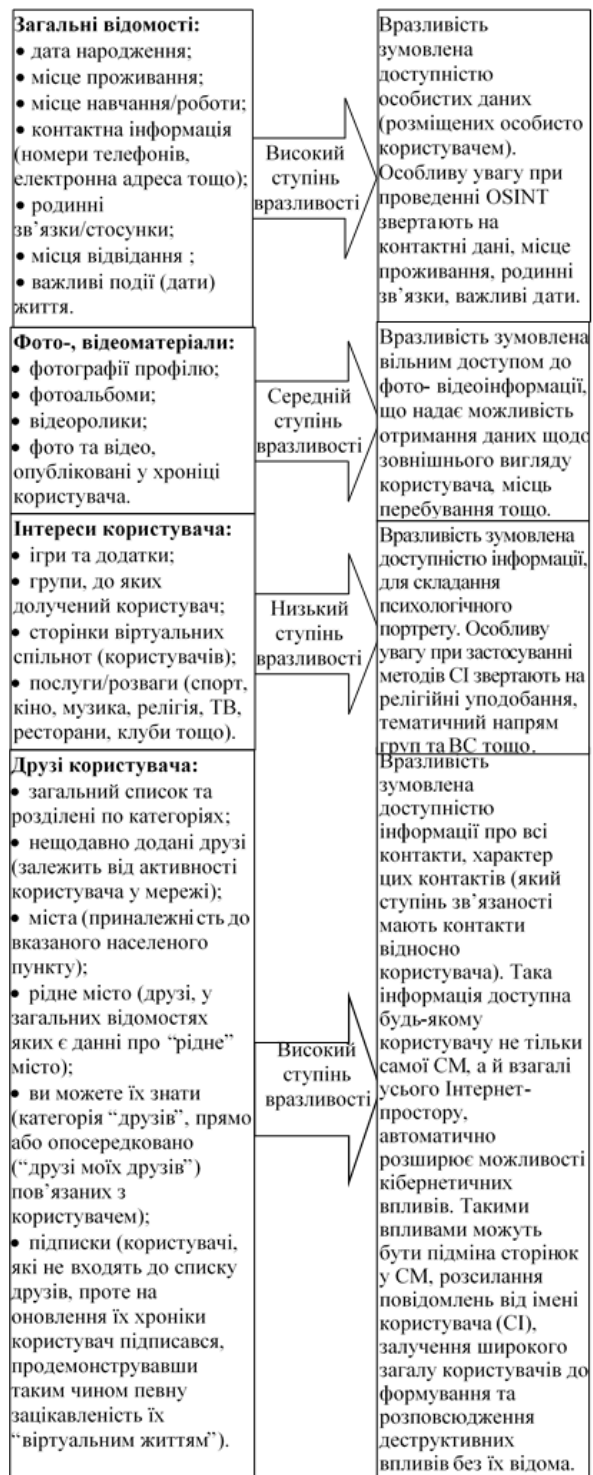 Загальні відомості:
• дата народження;
• місце проживання;
• місце навчання/роботи;
• контактна інформація
(номери телефонів,
електронна адреса тощо);
• родинні
зв’язки/стосунки;
• місця відвідання ;
• важливі події (дати)
життя.
Високий
ступінь
вразливості
Вразливість
зумовлена
доступністю
особистих даних
(розміщених особисто
користувачем).
Особливу увагу при
проведенні OSINT
звертають на
контактні дані, місце
проживання, родинні
зв’язки, важливі дати.
Фото-, відеоматеріали:
• фотографії профілю;
• фотоальбоми;
• відеоролики;
• фото та відео,
опубліковані у хроніці
користувача.
Середній
ступінь
вразливості
Вразливість зумовлена
вільним доступом до
фото- відеоінформації,
що надає можливість
отримання даних щодо
зовнішнього вигляду
користувача, місць
перебування тощо.
Інтереси користувача:
• ігри та додатки;
• групи, до яких
долучений користувач;
• сторінки віртуальних
спільнот (користувачів);
• послуги/розваги (спорт,
кіно, музика, релігія, ТВ,
ресторани, клуби тощо).
Низький
ступінь
вразливості
Вразливість зумовлена
доступністю інформації,
для складання
психологічного
портрету. Особливу
увагу при застосуванні
методів СІ звертають на
релігійні уподобання,
тематичний напрям
груп та ВС тощо.
Друзі користувача:
• загальний список та
розділені по категоріях;
• нещодавно додані друзі
(залежить від активності
користувача у мережі);
• міста (приналежність до
вказаного населеного
пункту);
• рідне місто (друзі, у
загальних відомостях
яких є данні про “рідне”
місто);
• ви можете їх знати
(категорія “друзів”, прямо
або опосередковано
(“друзі моїх друзів”)
пов’язаних з
користувачем);
• підписки (користувачі,
які не входять до списку
друзів, проте на
оновлення їх хроніки
користувач підписався,
продемонструвавши
таким чином певну
зацікавленість їх
“віртуальним життям”).
Високий
ступінь
вразливості
Вразливість
зумовлена
доступністю
інформації про всі
контакти, характер
цих контактів (який
ступінь зв’язаності
мають контакти
відносно
користувача). Така
інформація доступна
будь-якому
користувачу не тільки
самої СМ, а й взагалі
усього Інтернет-
простору,
автоматично
розширює можливості
кібернетичних
впливів. Такими
впливами можуть
бути підміна сторінок
у СМ, розсилання
повідомлень від імені
користувача (СІ),
залучення широкого
загалу користувачів до
формування та
розповсюдження
деструктивних
впливів без їх відома.